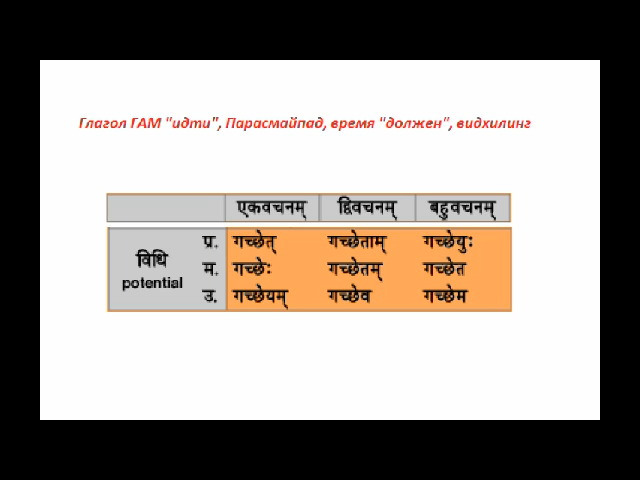 Глагол ГАМ "идти", Парасмайпад, время "должен", видхилинг
एकवचनम् द्विवचनम् बहुवचनम्
विधि potential
प्र. गच्छेत् गच्छेताम् गच्छेयुः
म. गच्छेः गच्छेतम् गच्छेत
उ. गच्छेयम् गच्छेव गच्छेम